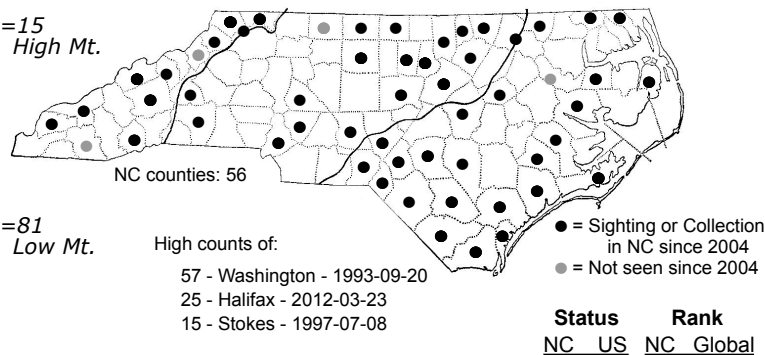 =15
High Mt.
NC counties: 56
=81
Low Mt.
High counts of:
57 - Washington - 1993-09-20
25 - Halifax - 2012-03-23
15 - Stokes - 1997-07-08
= Sighting or Collection
in NC since 2004
= Not seen since 2004
Status Rank
NC US NC Global